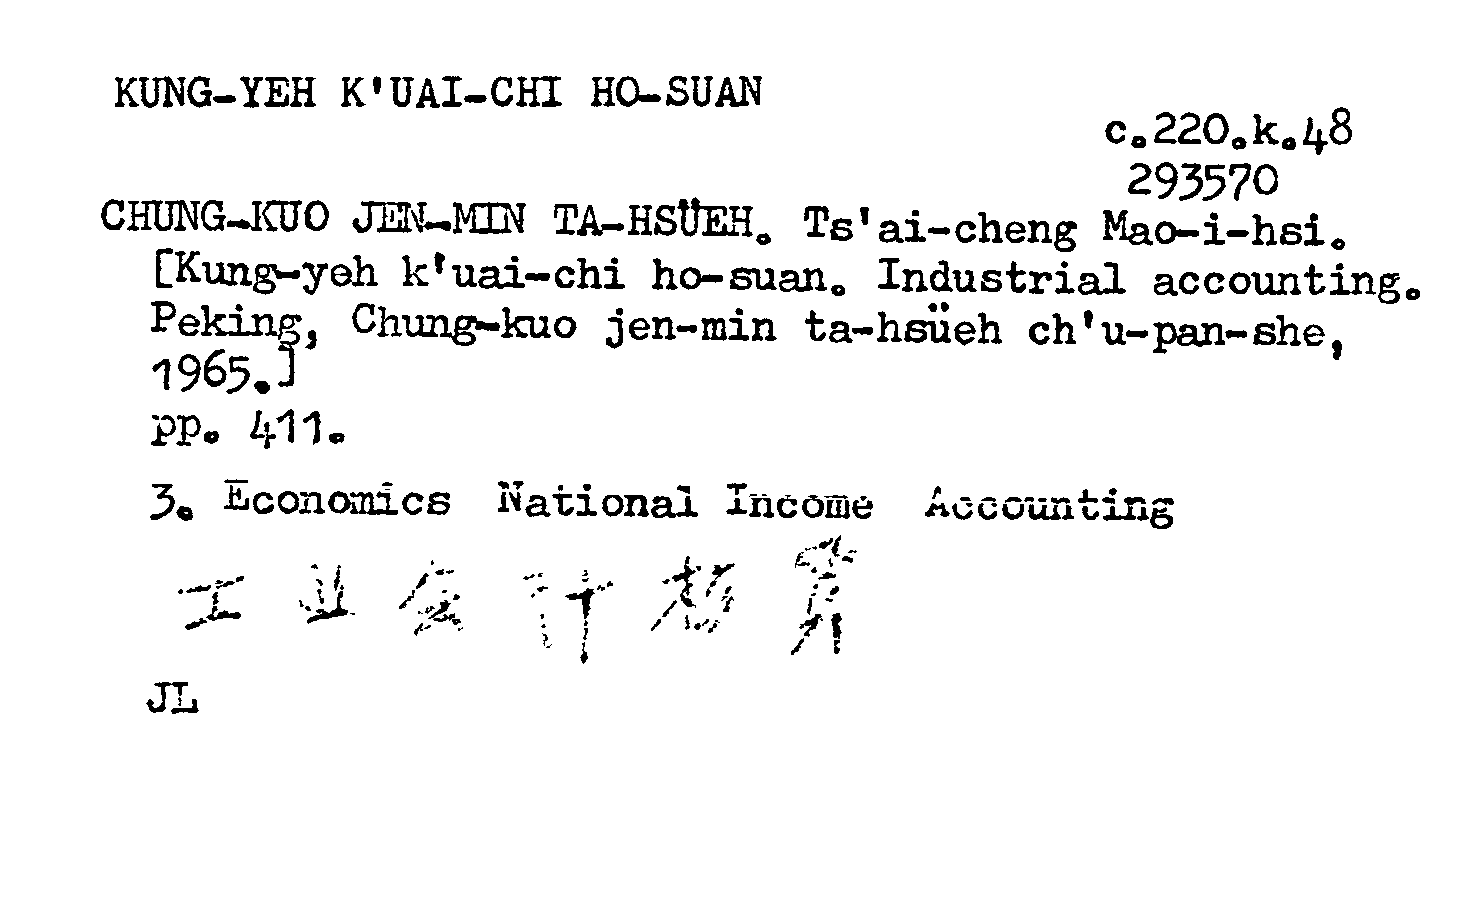 KUNG-YEH K'UAI-CHI HO-SUAN
c.220.k.48
293570
CHUNG-KUO JEN-MIN TA-HSÜEH. Ts'ai-cheng Mao-i-hsi.
[Kung-yeh k'uai-chi ho-suan. Industrial accounting.
Peking, Chung-kuo jen-min ta-hsüeh ch'u-pan-she,
1965.]
pp. 411.
3. Economics National Income Accounting
工业会计核算
JL